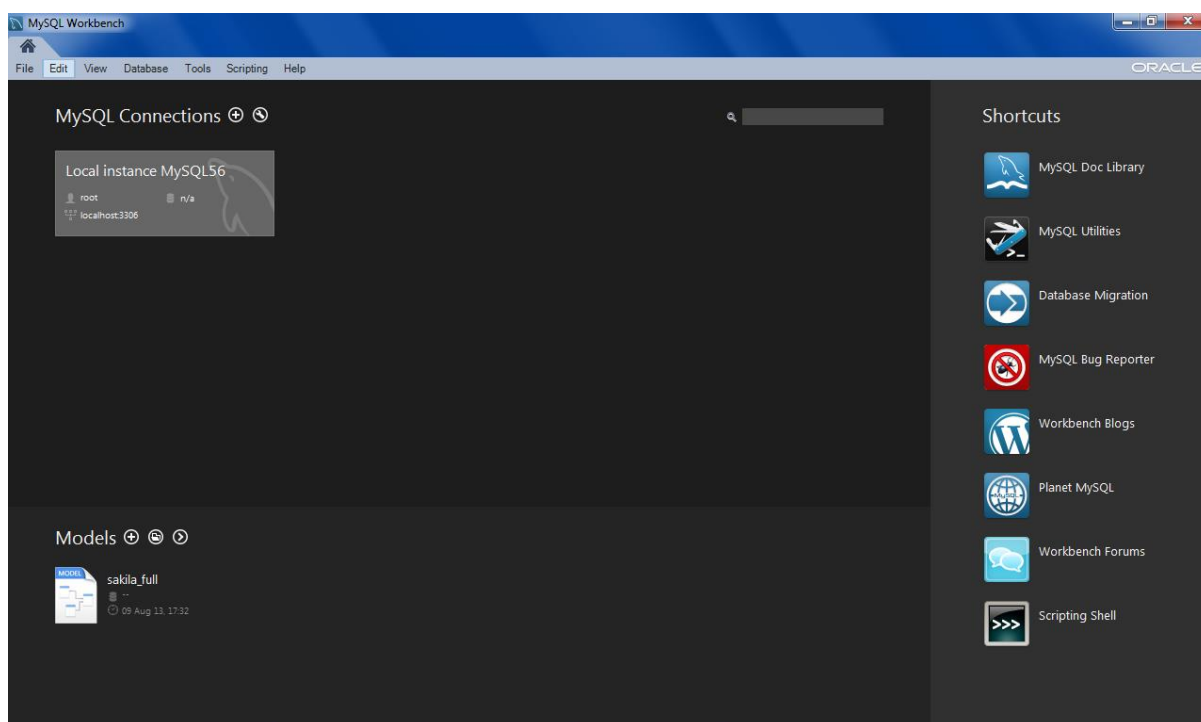 MySQL Workbench
File Edit View Database Tools Scripting Help
ORACLE
MySQL Connections
Local instance MySQL56
root n/a
localhost:3306
Models
MODEL
sakila_full
--
09 Aug 13, 17:32
Shortcuts
MySQL Doc Library
MySQL Utilities
>_
Database Migration
MySQL Bug Reporter
Workbench Blogs
W
Planet MySQL
MySQL
Workbench Forums
Scripting Shell
>>>